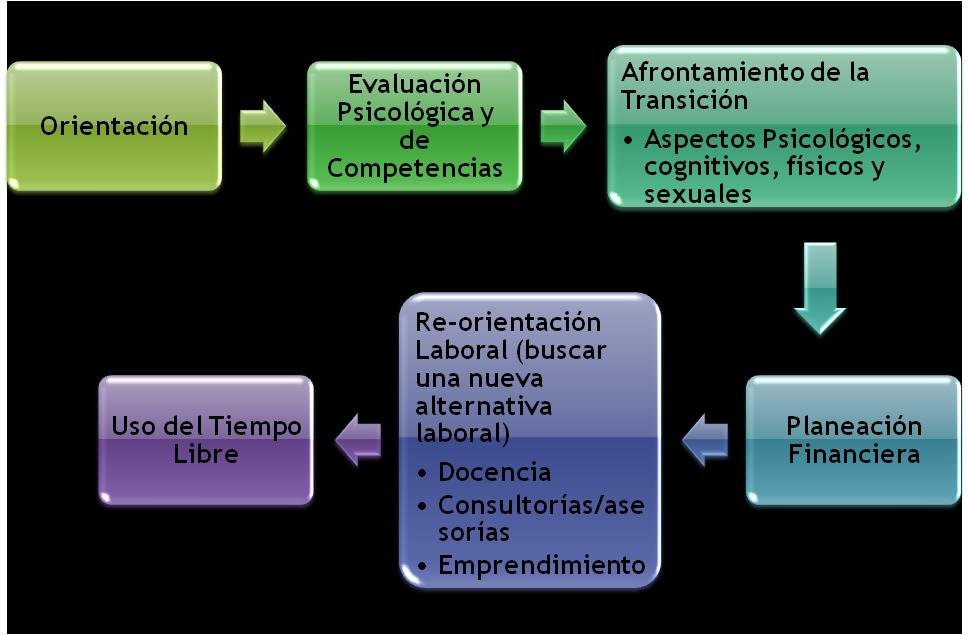 Orientación
Evaluación
Psicológica y
de
Competencias
Afrontamiento de la
Transición
• Aspectos Psicológicos,
cognitivos, físicos y
sexuales
Planeación
Financiera
Re-orientación
Laboral (buscar
una nueva
alternativa
laboral)
• Docencia
• Consultorías/ase
sorías
• Emprendimiento
Uso del Tiempo
Libre